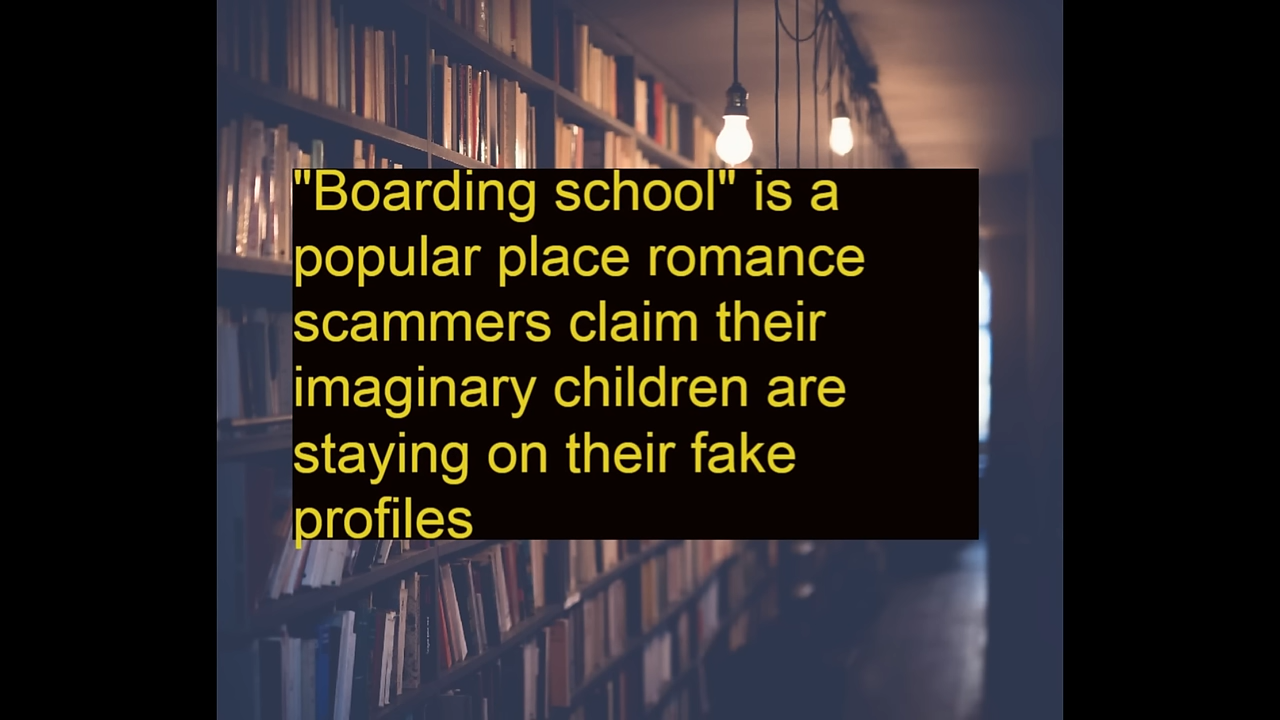 "Boarding school" is a
popular place romance
scammers claim their
imaginary children are
staying on their fake
profiles